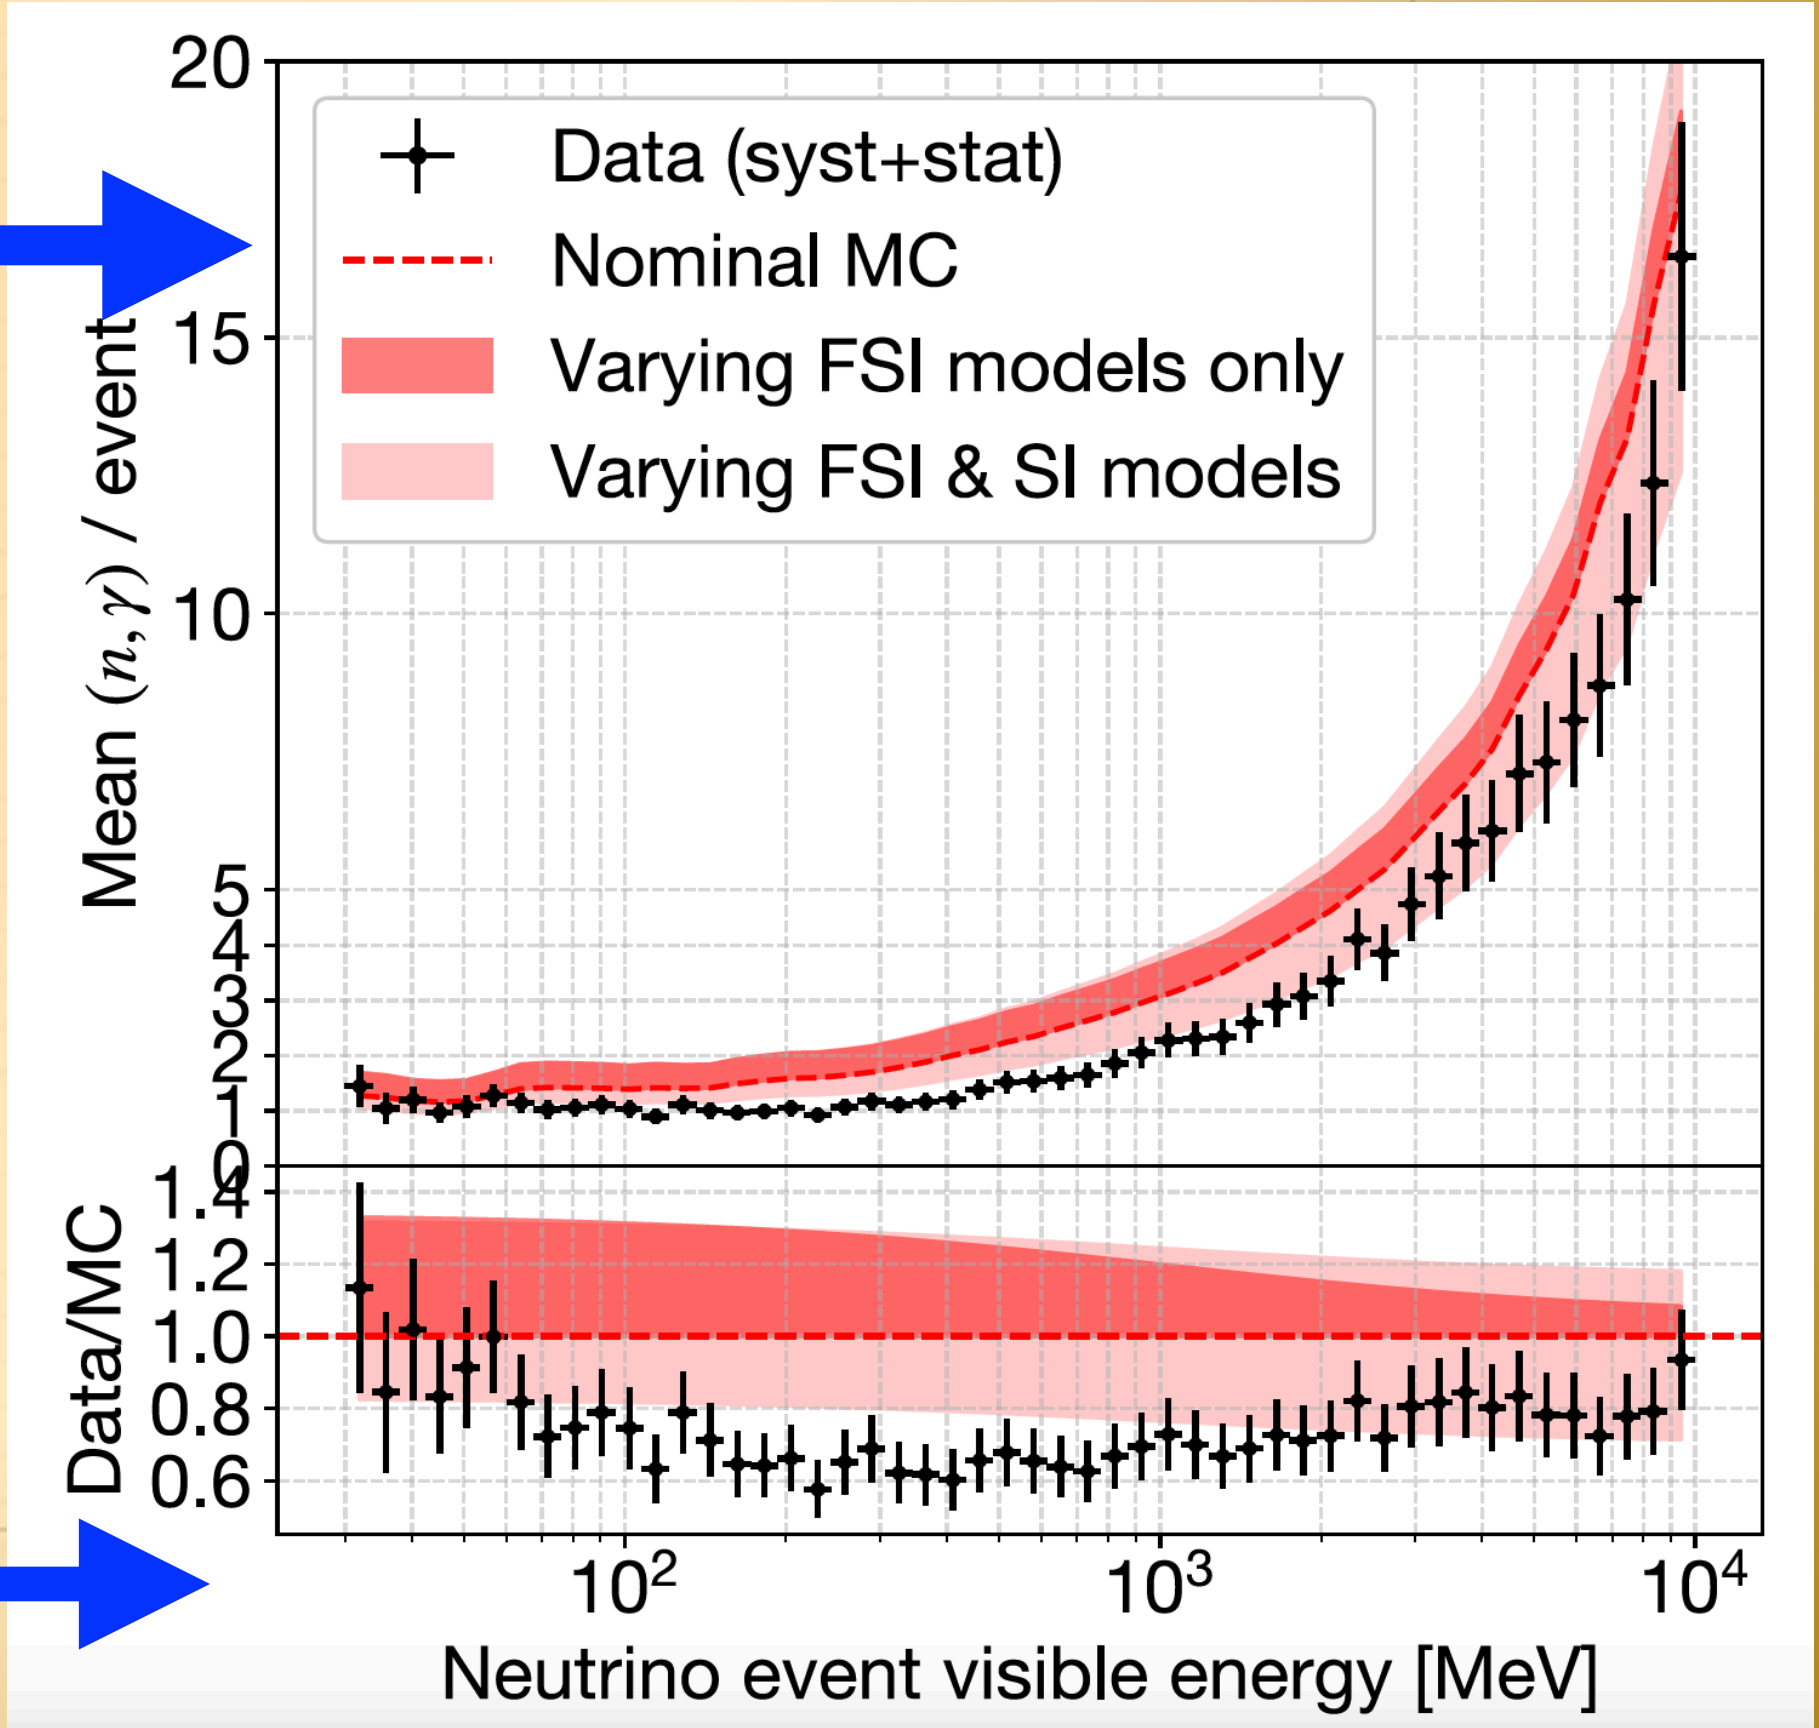 20
15
10
5
4
3
2
1
0
Mean (n,γ) / event
Data (syst+stat)
Nominal MC
Varying FSI models only
Varying FSI & SI models
1.4
1.2
1.0
0.8
0.6
Data/MC
10²
10³
10⁴
Neutrino event visible energy [MeV]